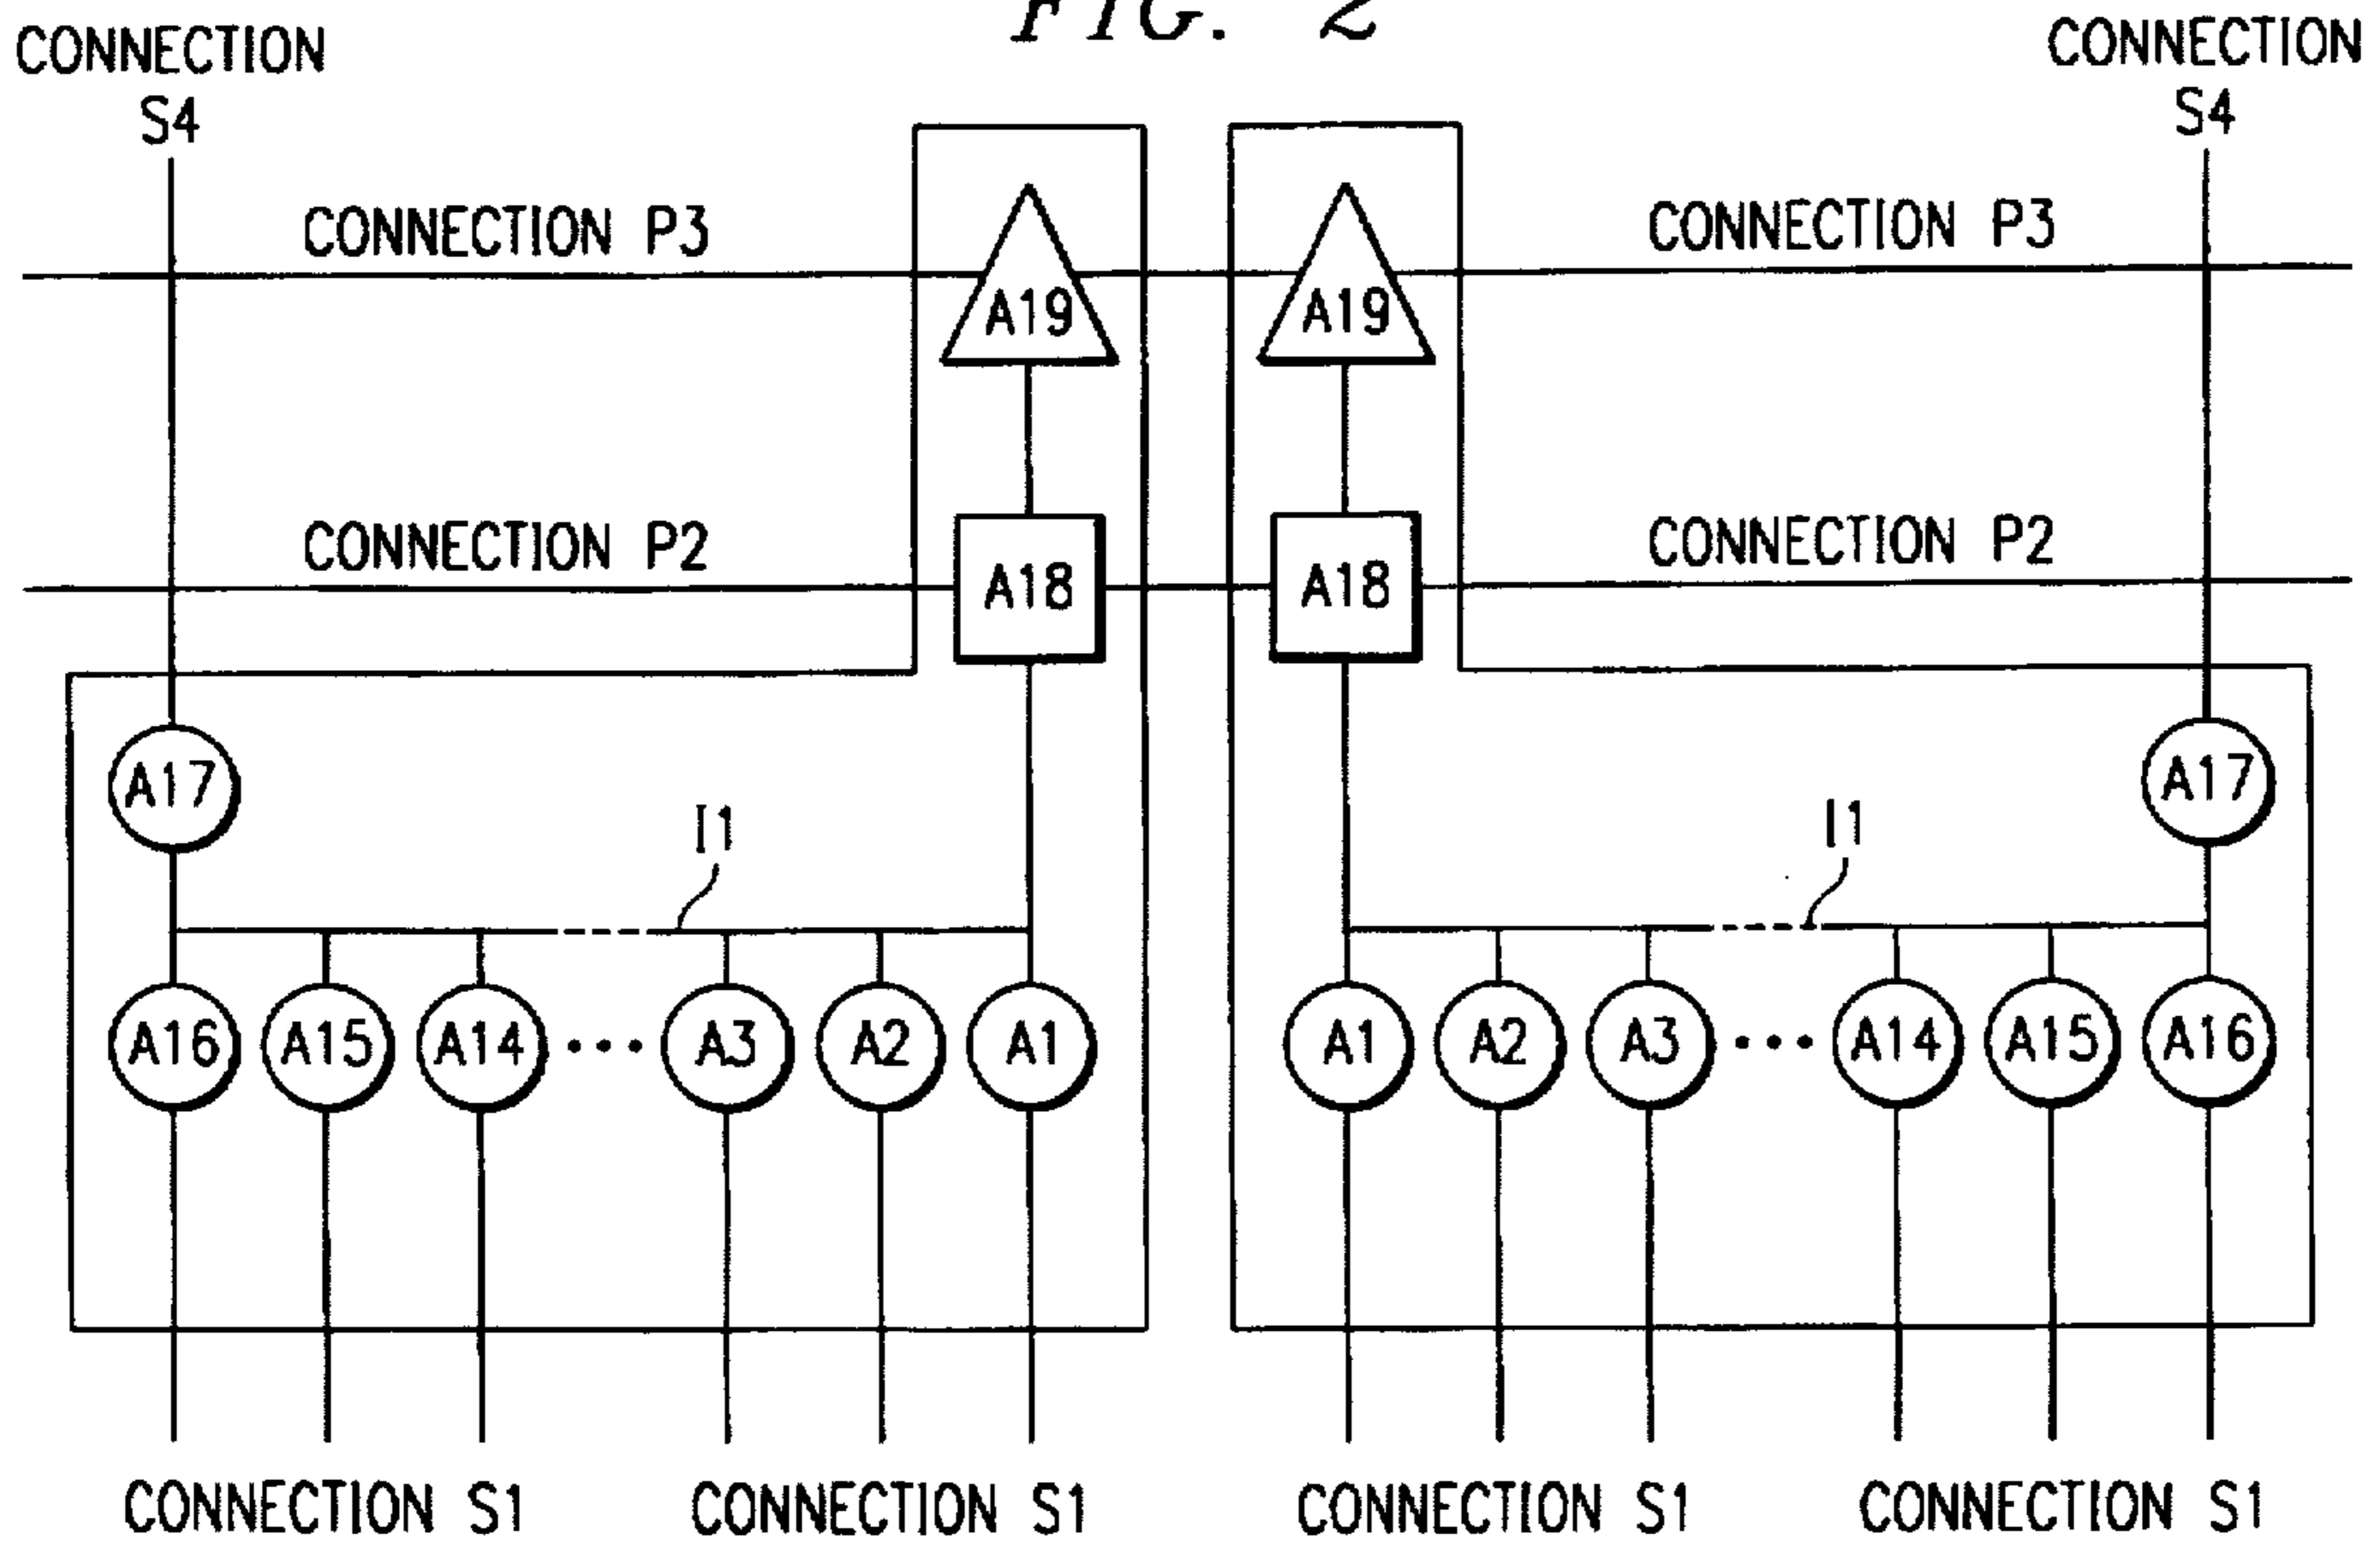 FIG. 2
CONNECTION
S4
CONNECTION
S4
CONNECTION P3
CONNECTION P3
A19
A19
CONNECTION P2
CONNECTION P2
A18
A18
A17
A17
I1
I1
A16 A15 A14 ••• A3 A2 A1
A1 A2 A3 ••• A14 A15 A16
CONNECTION S1
CONNECTION S1
CONNECTION S1
CONNECTION S1